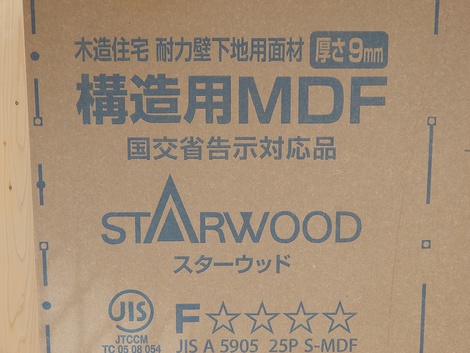 木造住宅 耐力壁下地用面材 厚さ9mm
構造用MDF
国交省告示対応品
STARWOOD
スターウッド
JIS F☆☆☆☆
JTCCM
TC 05 08 054 JIS A 5905 25P S-MDF